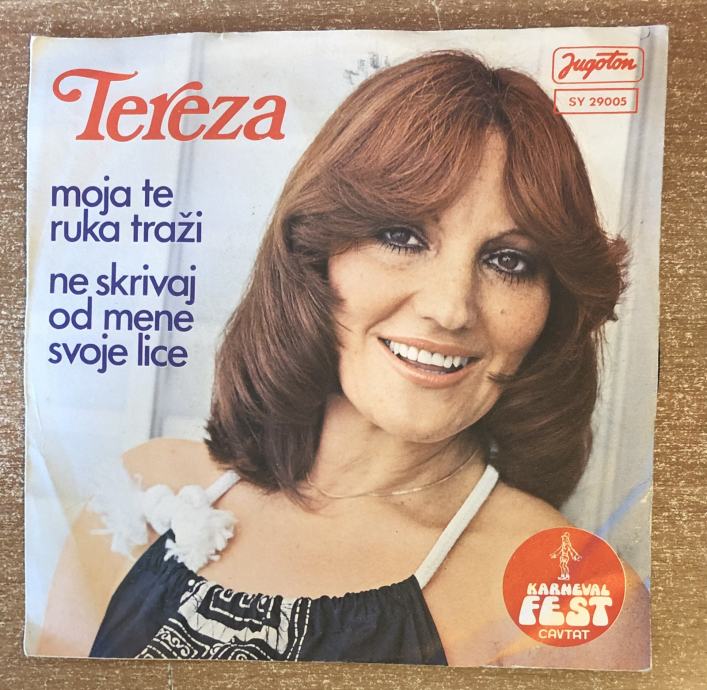 Tereza
moja te
ruka traži
ne skrivaj
od mene
svoje lice
Jugoton
SY 29005
KARNEVAL
FEST
CAVTAT